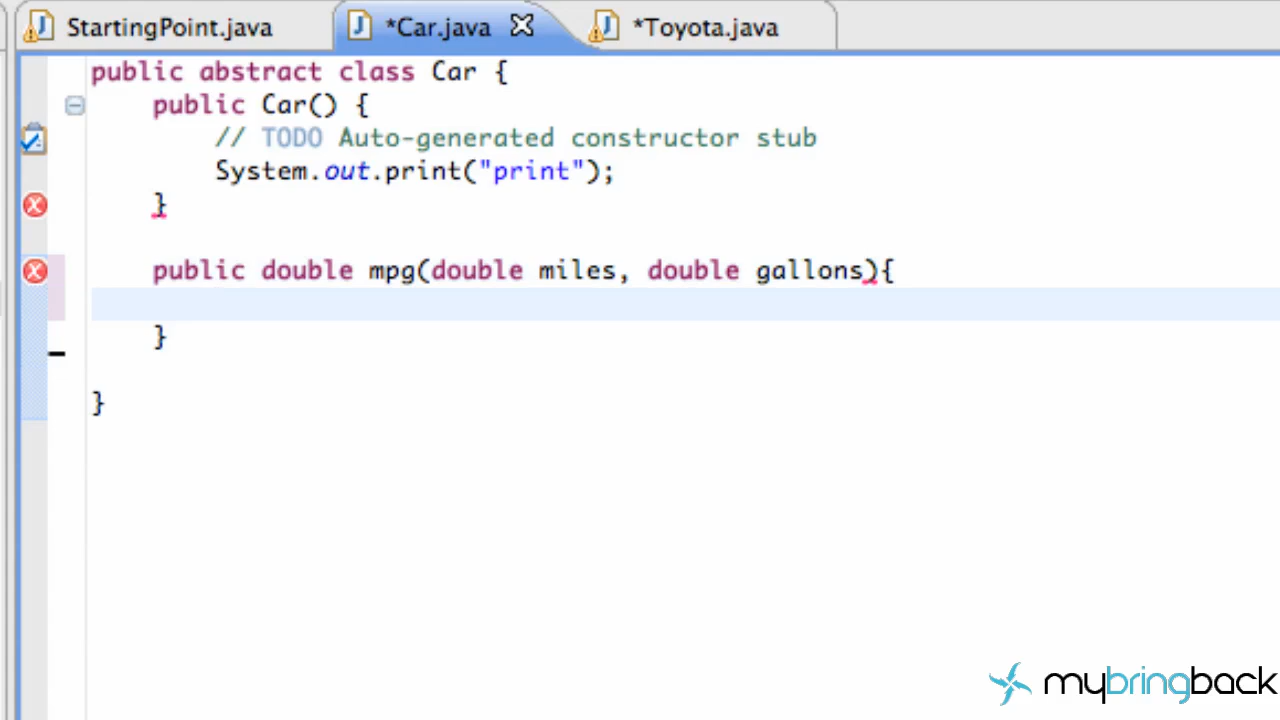 StartingPoint.java
*Car.java
*Toyota.java
public abstract class Car {
public Car() {
// TODO Auto-generated constructor stub
System.out.print("print");
}
public double mpg(double miles, double gallons){
}
}
mybringback